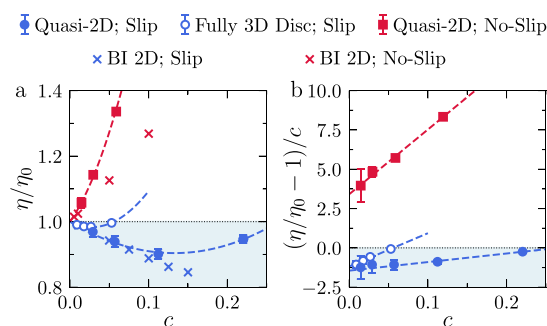 Quasi-2D; Slip Fully 3D Disc; Slip Quasi-2D; No-Slip
BI 2D; Slip BI 2D; No-Slip
a
1.4
1.2
1.0
0.8
η/η0
0.0 0.1 0.2
c
b
10.0
7.5
5.0
2.5
−0.0
−2.5
(η/η0 − 1)/c
0.0 0.1 0.2
c